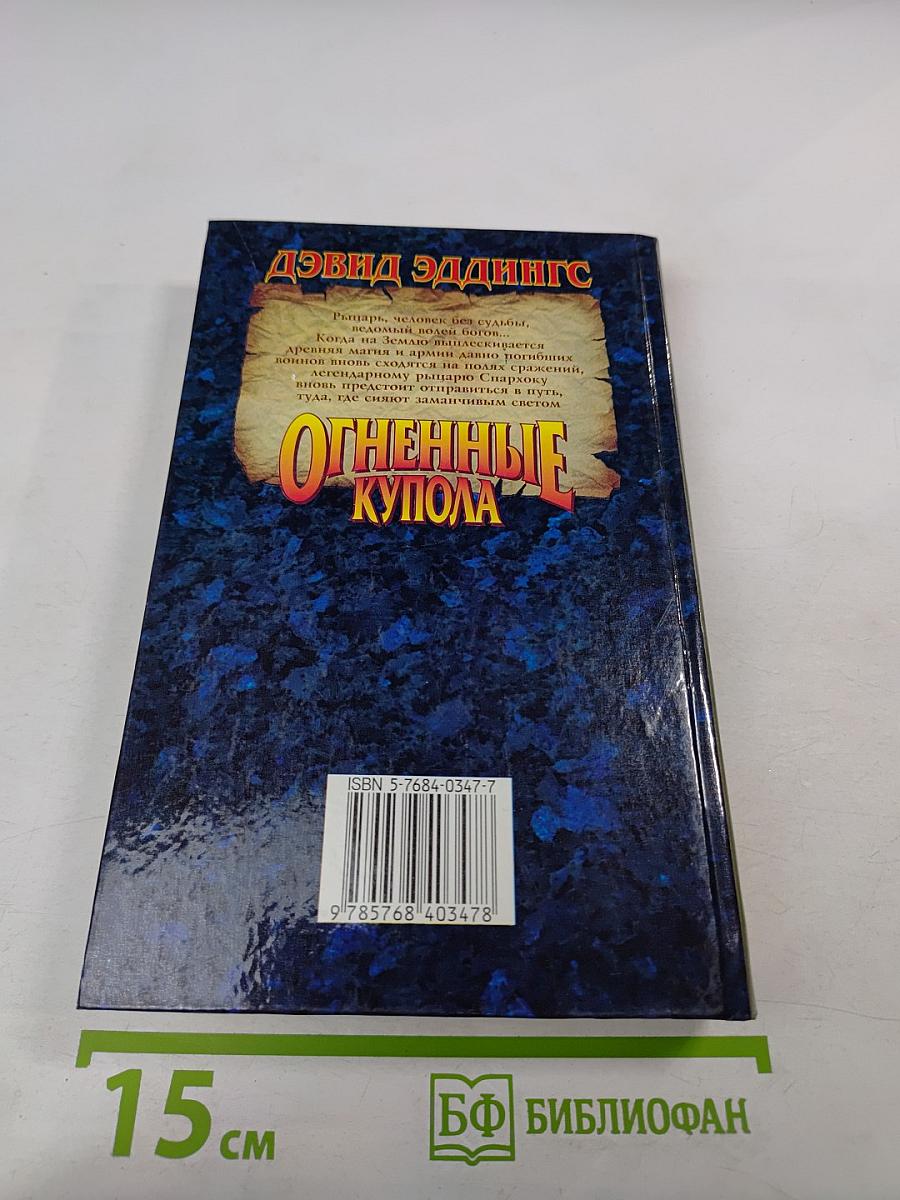 ДЭВИД ЭДДИНГС
Рыцарь, человек без судьбы,
ведомый волей богов...
Когда на Землю выплескивается
древняя магия и армии давно погибших
воинов вновь сходятся на полях сражений,
легендарному рыцарю Спархоку
вновь предстоит отправиться в путь,
туда, где сияют заманчивым светом
ОГНЕННЫЕ
КУПОЛА
ISBN 5-7684-0347-7
9 785768 403478
15 см
БФ БИБЛИОФАН